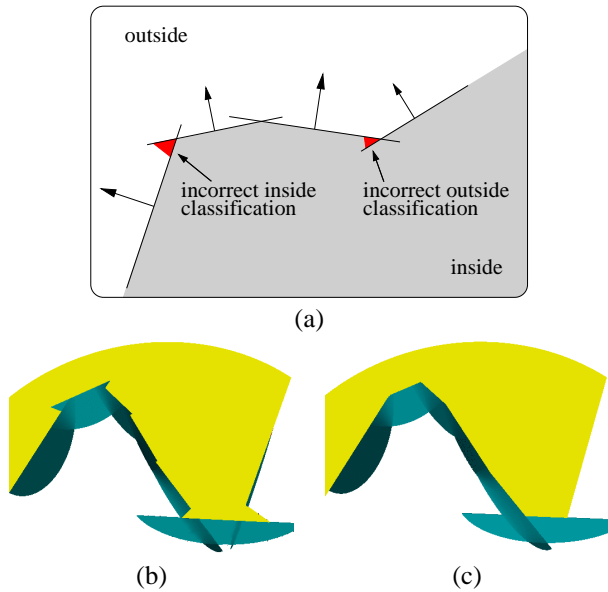 outside
incorrect inside
classification
incorrect outside
classification
inside
(a)
(b)
(c)